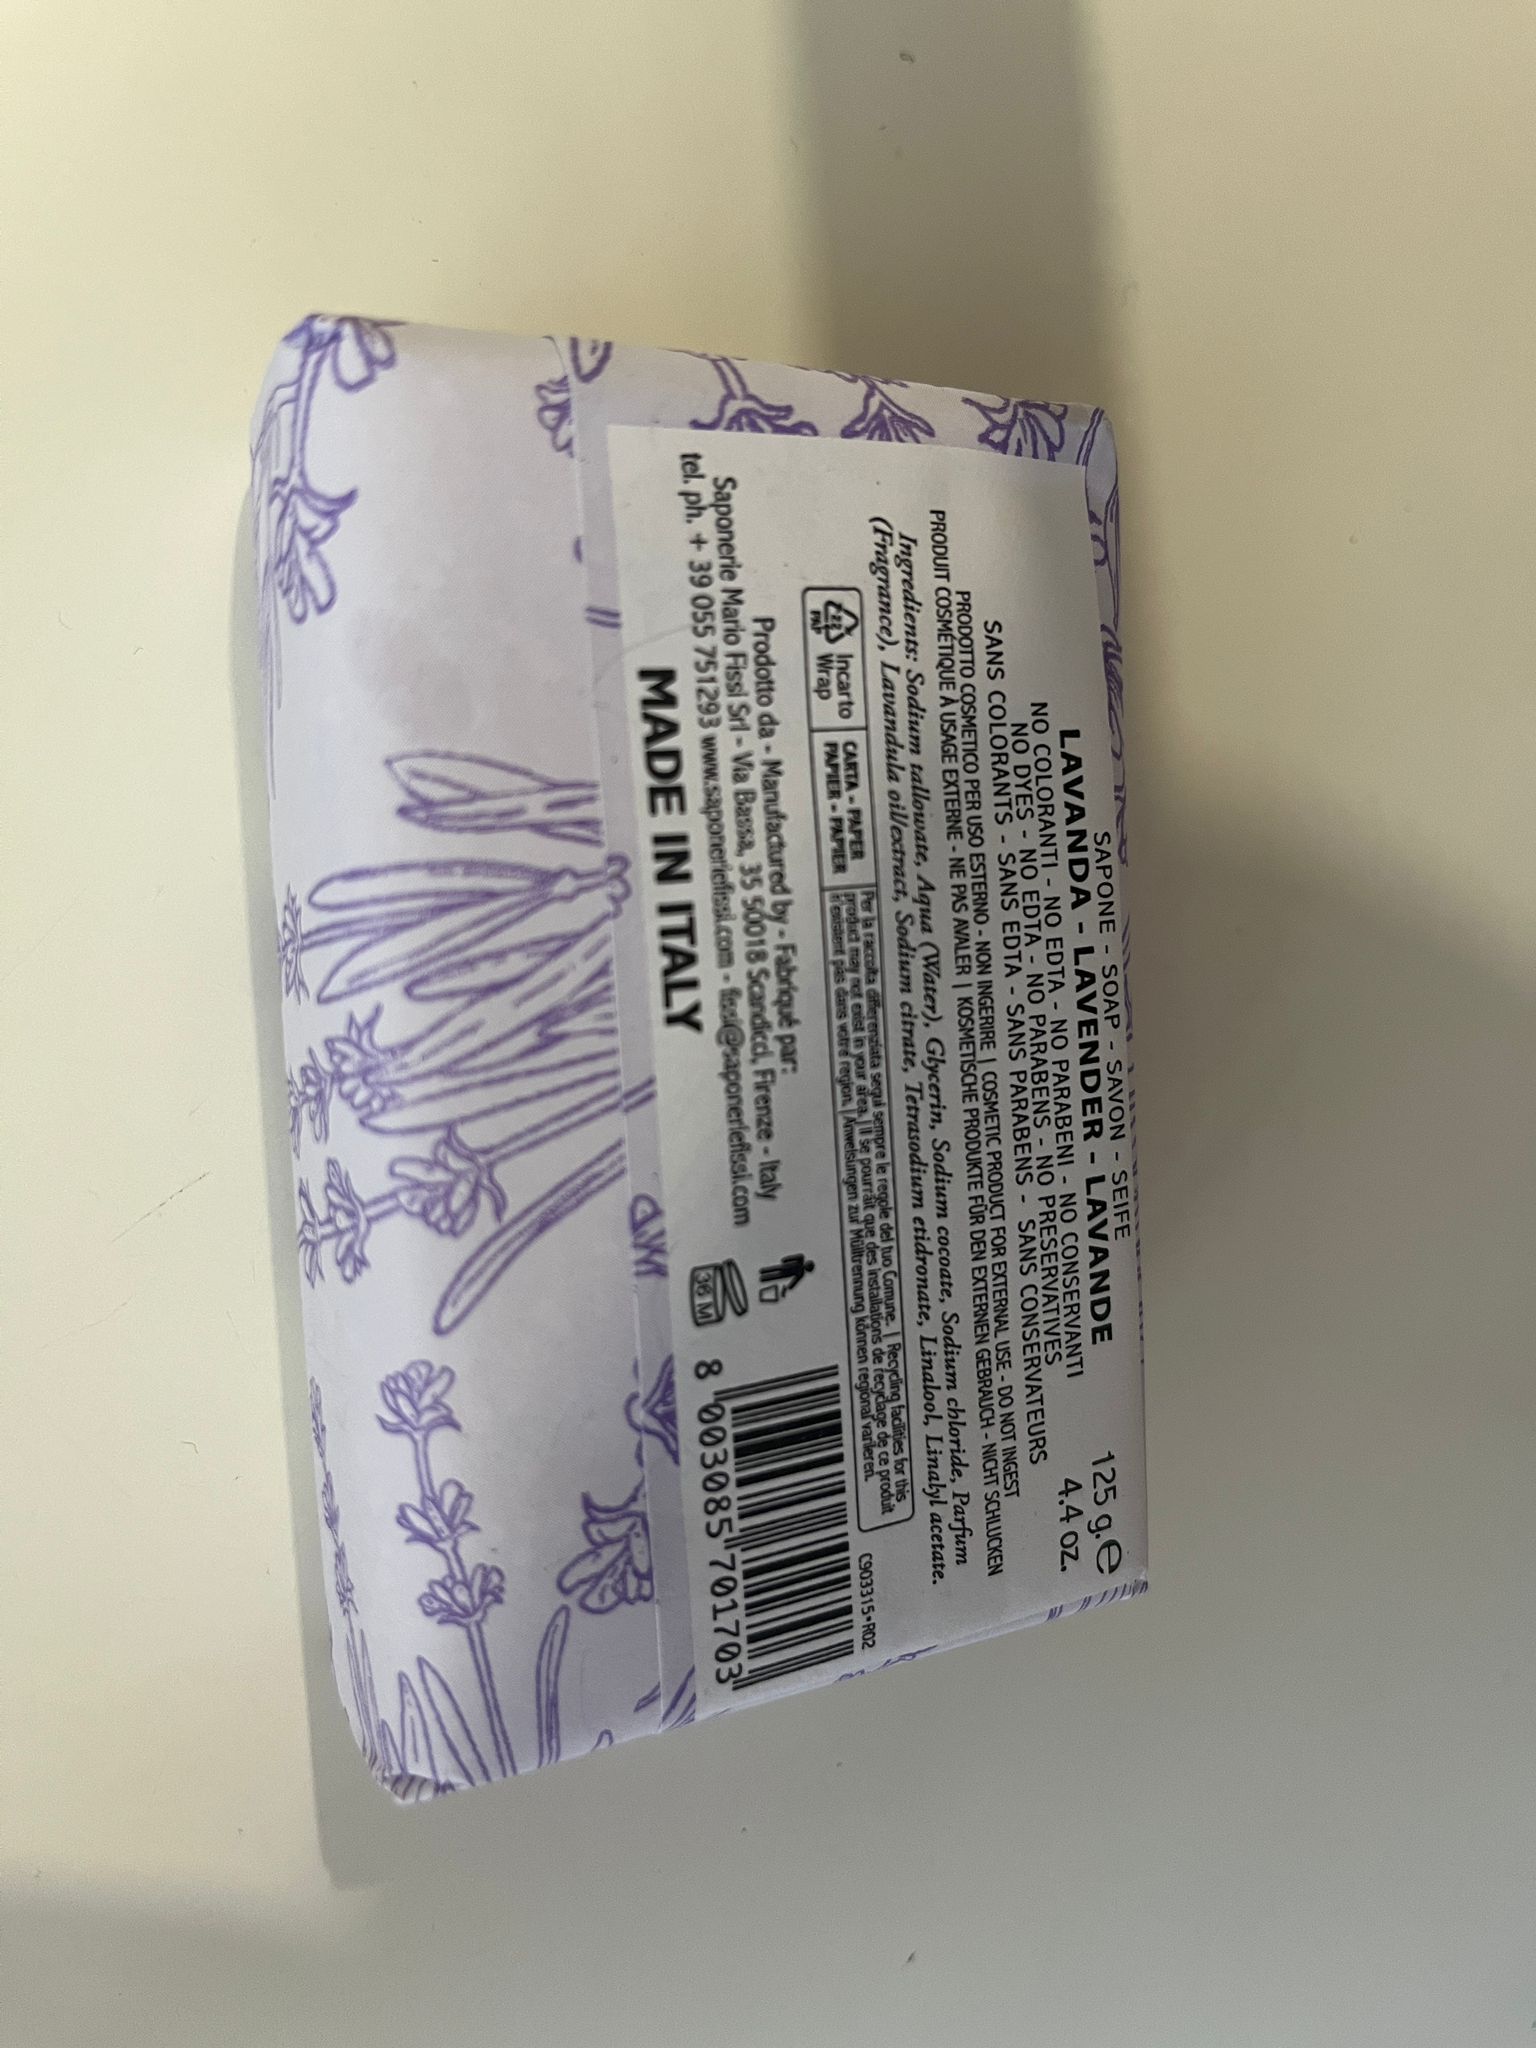 SAPONE - SOAP - SAVON - SEIFE
LAVANDA - LAVENDER - LAVANDE
125 g. ℮
4,4 OZ.
NO COLORANTI - NO EDTA - NO PARABENI - NO CONSERVANTI
NO DYES - NO EDTA - NO PARABENS - NO PRESERVATIVES
SANS COLORANTS - SANS EDTA - SANS PARABENS - SANS CONSERVATEURS
PRODOTTO COSMETICO PER USO ESTERNO - NON INGERIRE | COSMETIC PRODUCT FOR EXTERNAL USE - DO NOT INGEST
PRODUIT COSMÉTIQUE À USAGE EXTERNE - NE PAS AVALER | KOSMETISCHE PRODUKTE FÜR DEN EXTERNEN GEBRAUCH - NICHT SCHLUCKEN
Ingredients: Sodium tallowate, Aqua (Water), Glycerin, Sodium cocoate, Sodium chloride, Parfum
(Fragrance), Lavandula oil/extract, Sodium citrate, Tetrasodium etidronate, Linalool, Linalyl acetate.
22
PAP
Incarto
Wrap
CARTA - PAPER
PAPIER - PAPIER
Per la raccolta differenziata segui sempre le regole del tuo Comune. | Recycling facilities for this
product may not exist in your area. | Il se pourrait que des installations de recyclage de ce produit
n'existent pas dans votre région. | Anweisungen zur Mülltrennung können regional variieren.
C903315•R02
Prodotto da - Manufactured by - Fabriqué par:
Saponerie Mario Fissi Srl - Via Bassa, 35 50018 Scandicci, Firenze - Italy
tel. ph. + 39 055 751293 www.saponeriefissi.com - fissi@saponeriefissi.com
MADE IN ITALY
36 M
8 003085 701703